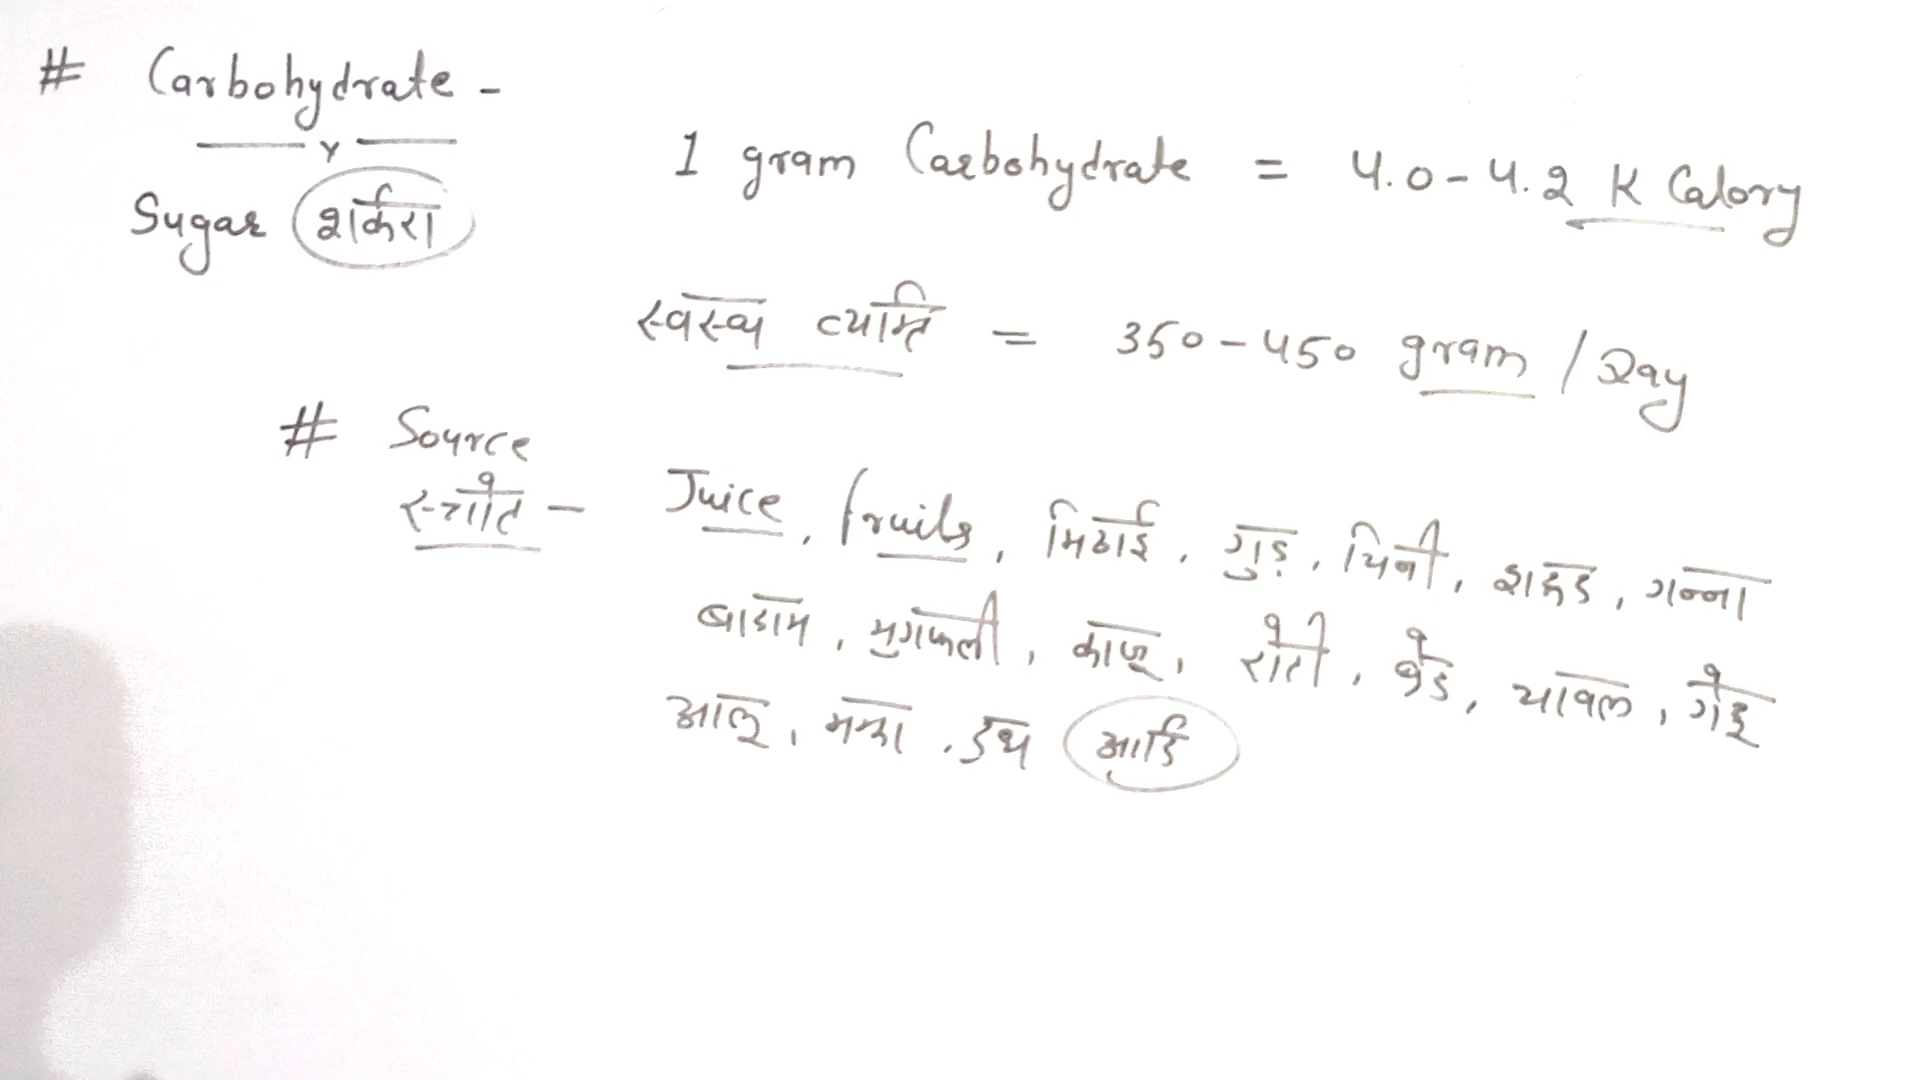 # Carbohydrate -
Sugar (शर्करा)
1 gram Carbohydrate = 4.0-4.2 K Calory
स्वस्थ व्यक्ति = 350-450 gram / Day
# Source
स्त्रोत - Juice, fruits, मिठाई, गुड़, चिनी, शहद, गन्ना
बादाम, मुगफली, काजू, रोटी, ब्रेड, चावल, गेहू
आलू, मक्का, दुध आदि